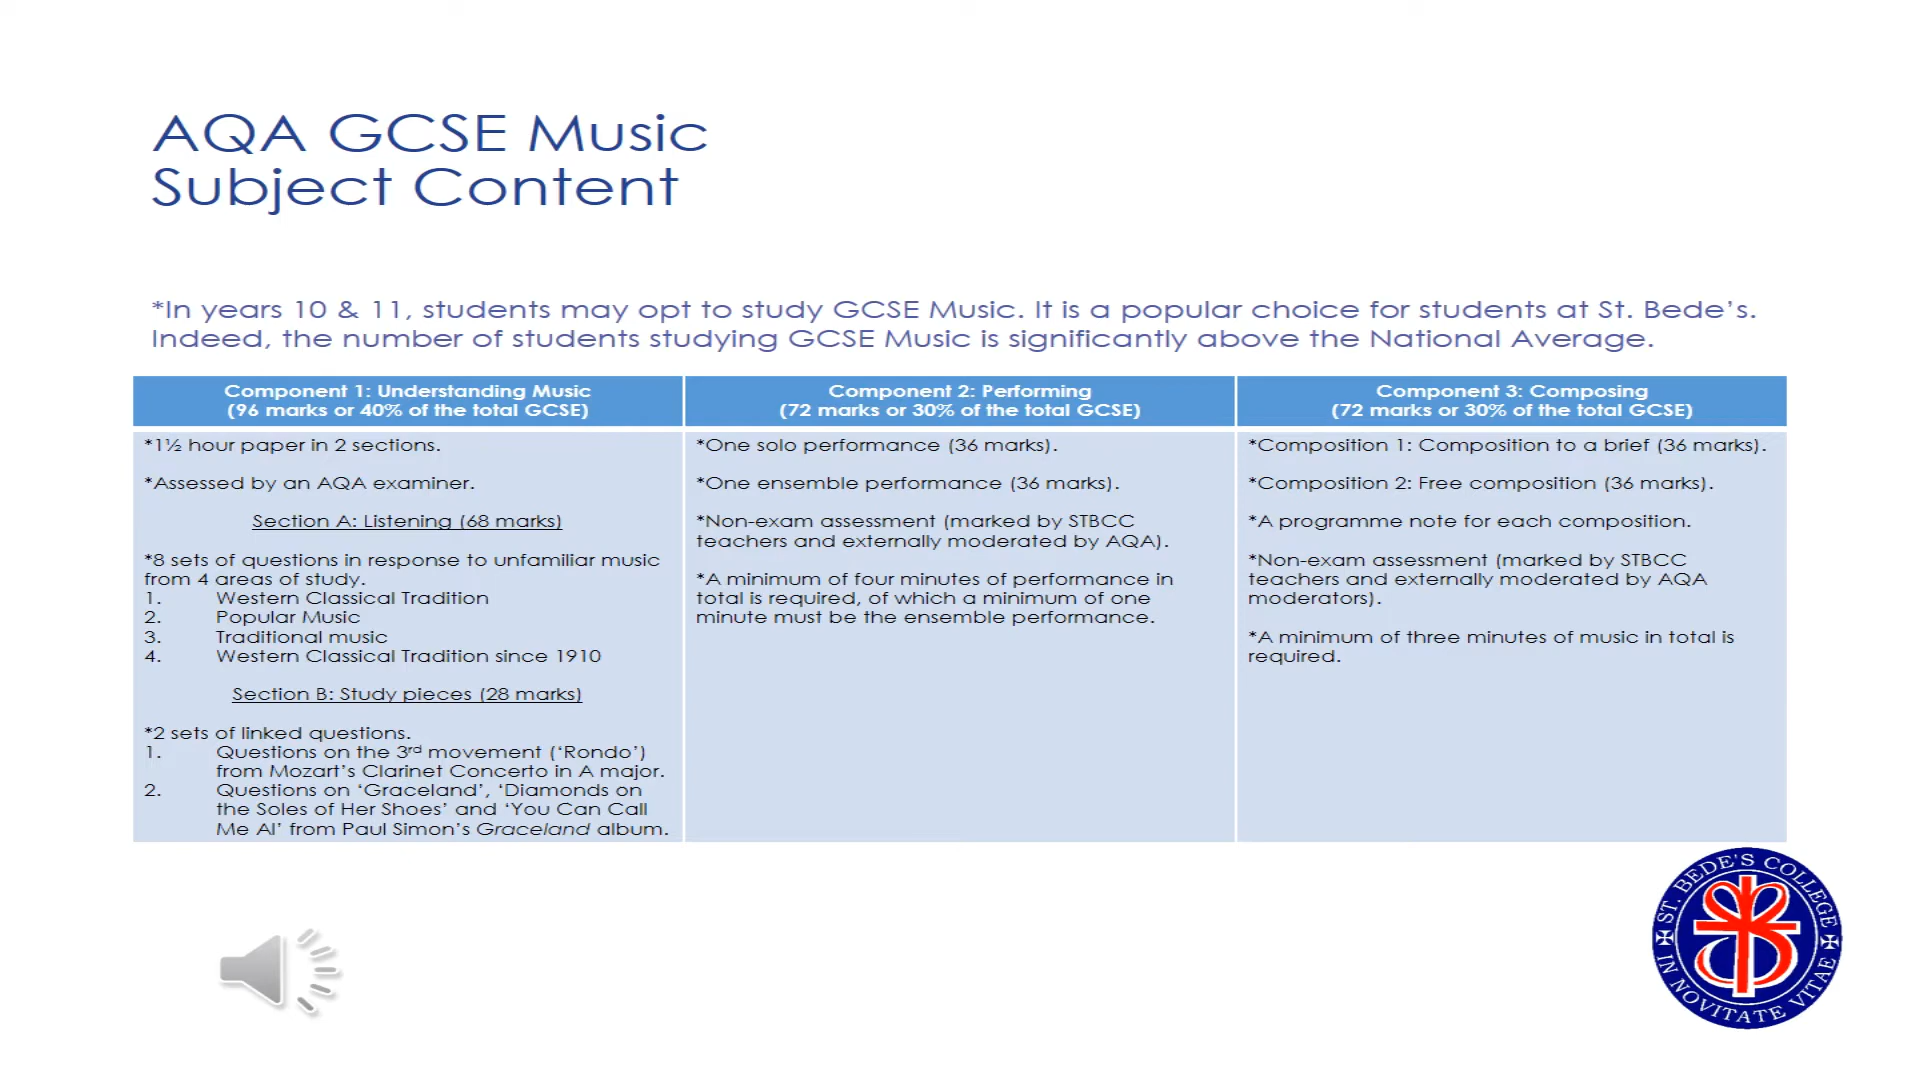 AQA GCSE Music
Subject Content
*In years 10 & 11, students may opt to study GCSE Music. It is a popular choice for students at St. Bede’s.
Indeed, the number of students studying GCSE Music is significantly above the National Average.
Component 1: Understanding Music
(96 marks or 40% of the total GCSE)
*1½ hour paper in 2 sections.
*Assessed by an AQA examiner.
Section A: Listening (68 marks)
*8 sets of questions in response to unfamiliar music
from 4 areas of study.
1. Western Classical Tradition
2. Popular Music
3. Traditional music
4. Western Classical Tradition since 1910
Section B: Study pieces (28 marks)
*2 sets of linked questions.
1. Questions on the 3rd movement (‘Rondo’)
from Mozart’s Clarinet Concerto in A major.
2. Questions on ‘Graceland’, ‘Diamonds on
the Soles of Her Shoes’ and ‘You Can Call
Me Al’ from Paul Simon’s Graceland album.
Component 2: Performing
(72 marks or 30% of the total GCSE)
*One solo performance (36 marks).
*One ensemble performance (36 marks).
*Non-exam assessment (marked by STBCC
teachers and externally moderated by AQA).
*A minimum of four minutes of performance in
total is required, of which a minimum of one
minute must be the ensemble performance.
Component 3: Composing
(72 marks or 30% of the total GCSE)
*Composition 1: Composition to a brief (36 marks).
*Composition 2: Free composition (36 marks).
*A programme note for each composition.
*Non-exam assessment (marked by STBCC
teachers and externally moderated by AQA
moderators).
*A minimum of three minutes of music in total is
required.
ST. BEDE'S COLLEGE
IN NOVITATE VITAE